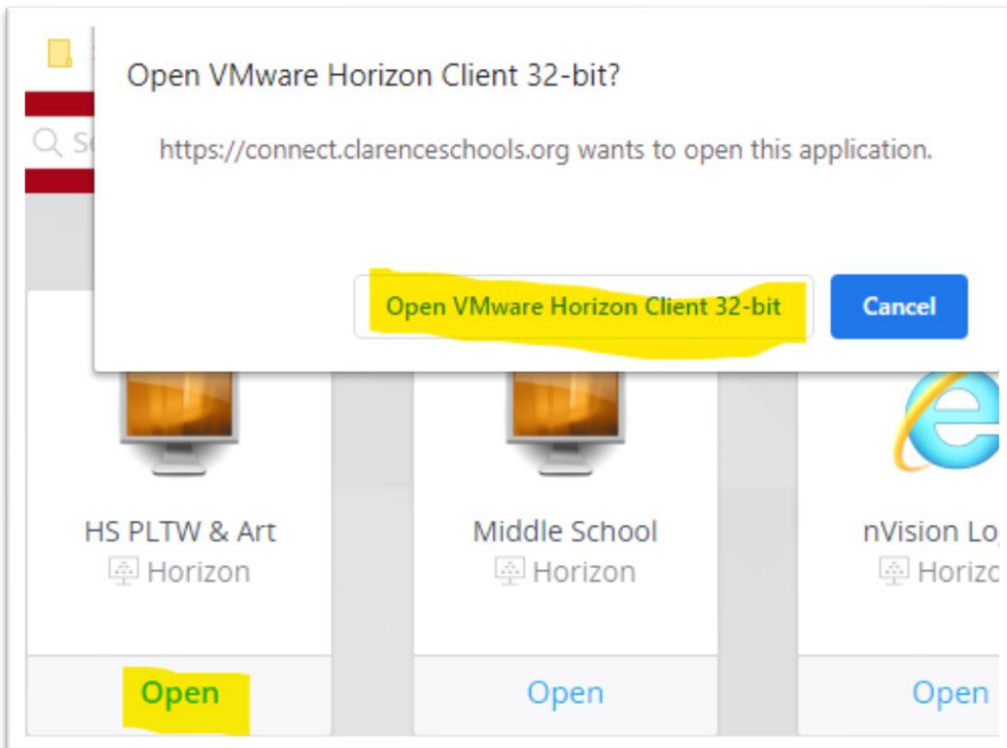 Open VMware Horizon Client 32-bit?
https://connect.clarenceschools.org wants to open this application.
Open VMware Horizon Client 32-bit
Cancel
HS PLTW & Art
Horizon
Middle School
Horizon
nVision
Open
Open
Open